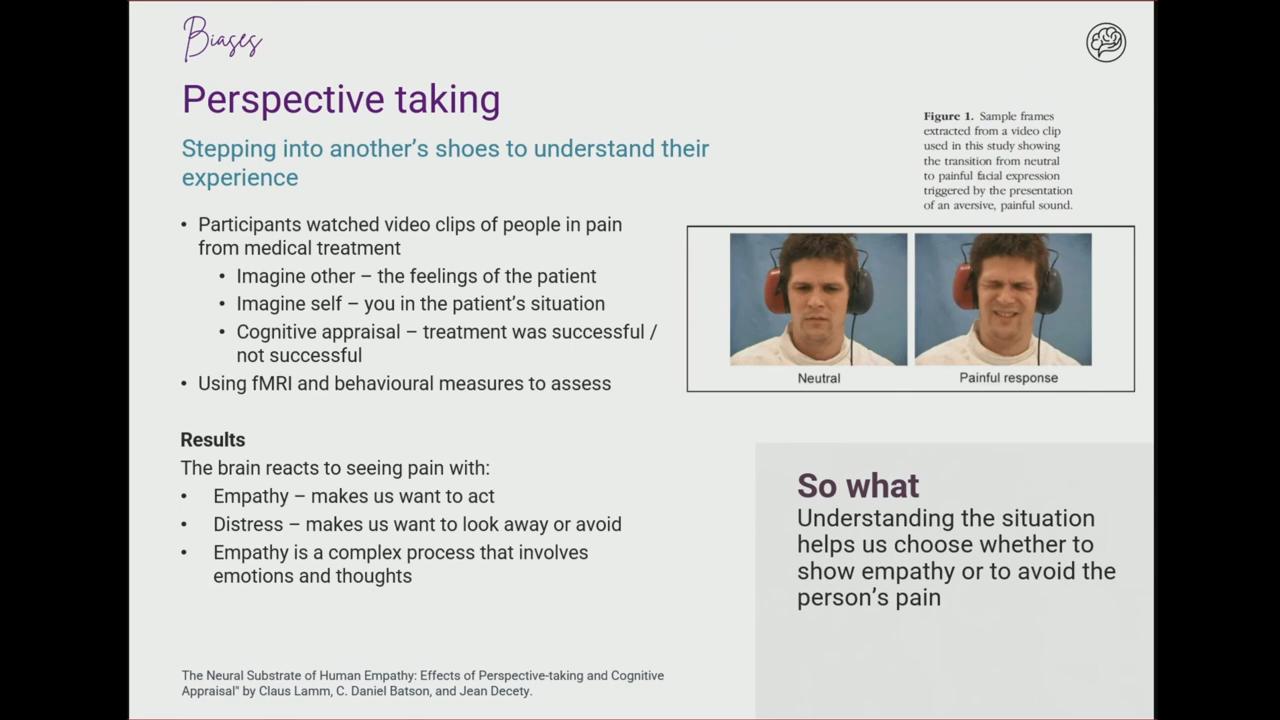 Biases
Perspective taking
Stepping into another’s shoes to understand their
experience
• Participants watched video clips of people in pain
from medical treatment
• Imagine other – the feelings of the patient
• Imagine self – you in the patient’s situation
• Cognitive appraisal – treatment was successful /
not successful
• Using fMRI and behavioural measures to assess
Results
The brain reacts to seeing pain with:
• Empathy – makes us want to act
• Distress – makes us want to look away or avoid
• Empathy is a complex process that involves
emotions and thoughts
The Neural Substrate of Human Empathy: Effects of Perspective-taking and Cognitive
Appraisal" by Claus Lamm, C. Daniel Batson, and Jean Decety.
Figure 1. Sample frames
extracted from a video clip
used in this study showing
the transition from neutral
to painful facial expression
triggered by the presentation
of an aversive, painful sound.
Neutral
Painful response
So what
Understanding the situation
helps us choose whether to
show empathy or to avoid the
person’s pain